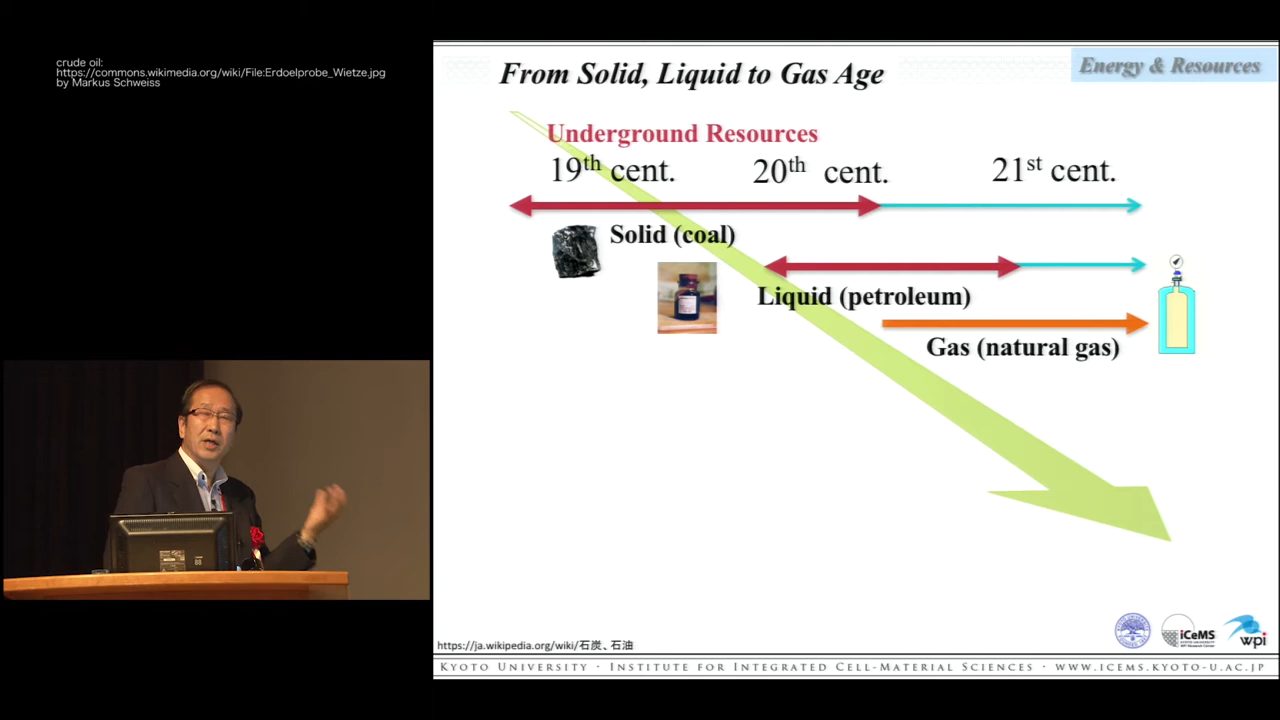 crude oil:
https://commons.wikimedia.org/wiki/File:Erdoelprobe_Wietze.jpg
by Markus Schweiss
From Solid, Liquid to Gas Age
Energy & Resources
Underground Resources
19th cent.
20th cent.
21st cent.
Solid (coal)
Liquid (petroleum)
Gas (natural gas)
https://ja.wikipedia.org/wiki/石炭、石油
iCeMS
wpi
KYOTO UNIVERSITY · INSTITUTE FOR INTEGRATED CELL-MATERIAL SCIENCES · WWW.ICEMS.KYOTO-U.AC.JP